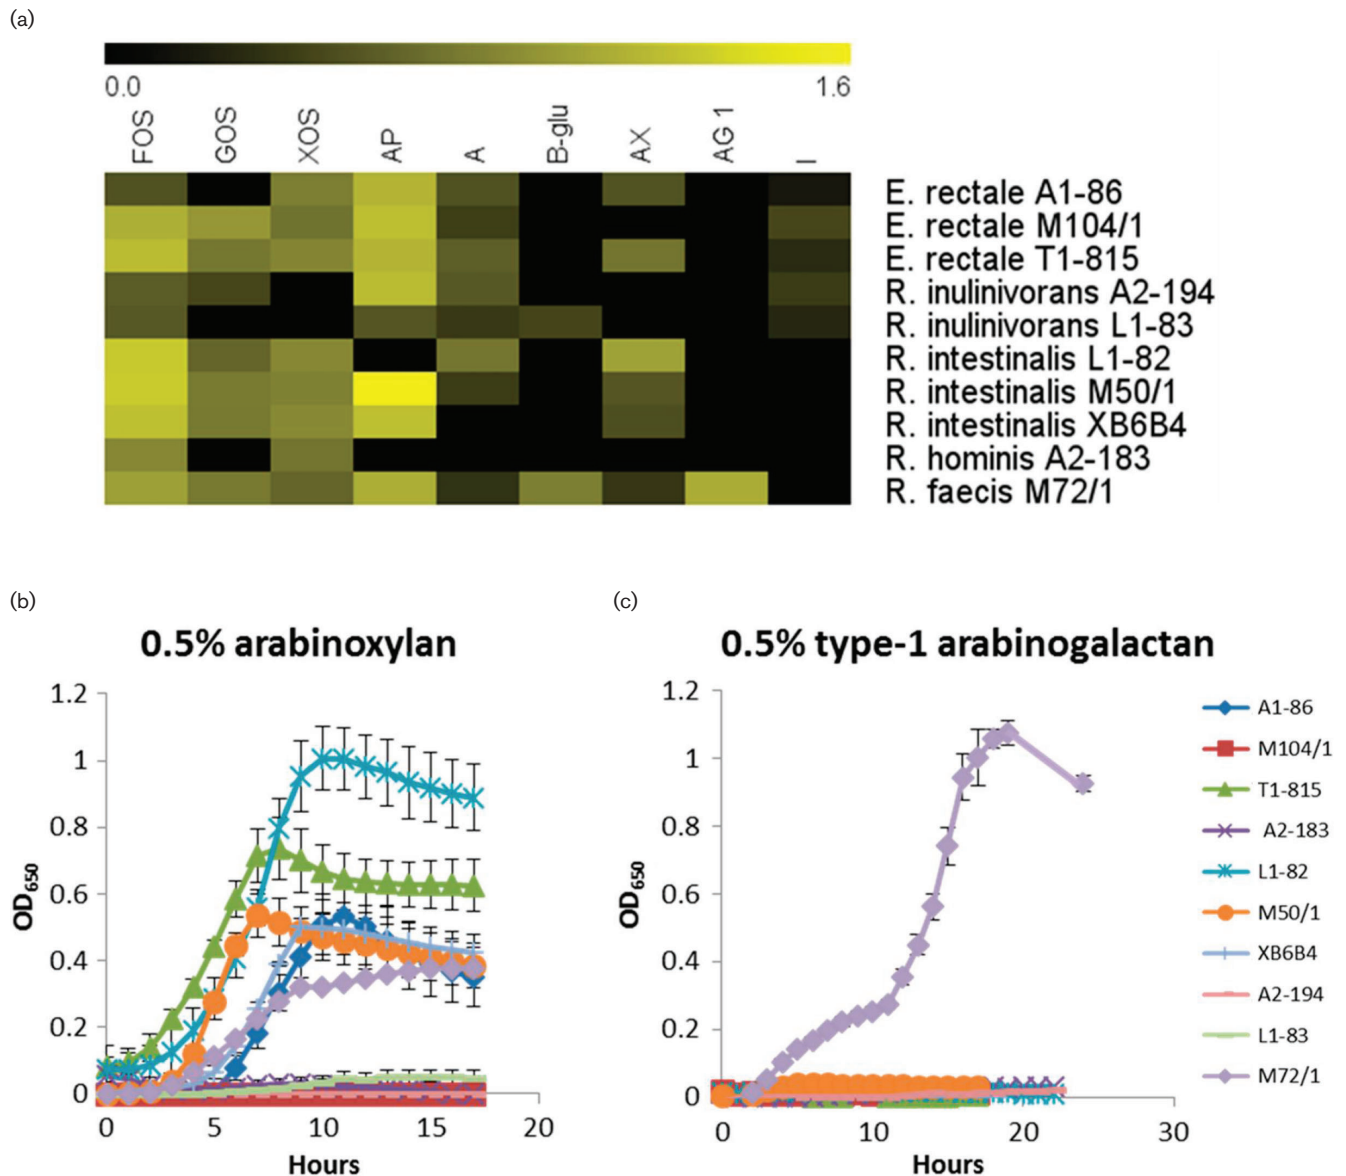 (a)
0.0 1.6
FOS GOS XOS AP A B-glu AX AG 1 I
E. rectale A1-86
E. rectale M104/1
E. rectale T1-815
R. inulinivorans A2-194
R. inulinivorans L1-83
R. intestinalis L1-82
R. intestinalis M50/1
R. intestinalis XB6B4
R. hominis A2-183
R. faecis M72/1
(b)
0.5% arabinoxylan
OD650
1.2
1
0.8
0.6
0.4
0.2
0
0 5 10 15 20
Hours
(c)
0.5% type-1 arabinogalactan
OD650
1.2
1
0.8
0.6
0.4
0.2
0
0 10 20 30
Hours
A1-86
M104/1
T1-815
A2-183
L1-82
M50/1
XB6B4
A2-194
L1-83
M72/1